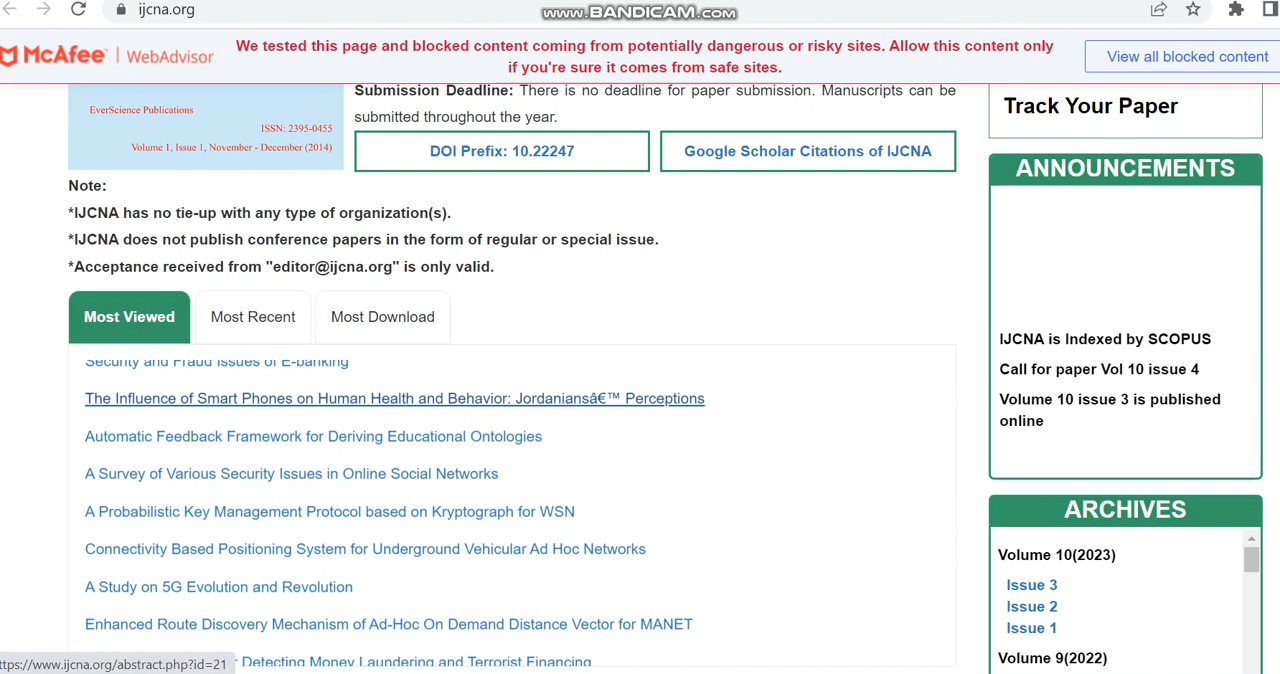 ijcna.org
www.BANDICAM.com
McAfee | WebAdvisor
We tested this page and blocked content coming from potentially dangerous or risky sites. Allow this content only
if you're sure it comes from safe sites.
View all blocked content
EverScience Publications
ISSN: 2395-0455
Volume 1, Issue 1, November - December (2014)
Submission Deadline: There is no deadline for paper submission. Manuscripts can be
submitted throughout the year.
DOI Prefix: 10.22247
Google Scholar Citations of IJCNA
Note:
*IJCNA has no tie-up with any type of organization(s).
*IJCNA does not publish conference papers in the form of regular or special issue.
*Acceptance received from "editor@ijcna.org" is only valid.
Most Viewed
Most Recent
Most Download
Security and Fraud Issues of E-banking
The Influence of Smart Phones on Human Health and Behavior: Jordaniansâ€™ Perceptions
Automatic Feedback Framework for Deriving Educational Ontologies
A Survey of Various Security Issues in Online Social Networks
A Probabilistic Key Management Protocol based on Kryptograph for WSN
Connectivity Based Positioning System for Underground Vehicular Ad Hoc Networks
A Study on 5G Evolution and Revolution
Enhanced Route Discovery Mechanism of Ad-Hoc On Demand Distance Vector for MANET
Detecting Money Laundering and Terrorist Financing
ttps://www.ijcna.org/abstract.php?id=21
Track Your Paper
ANNOUNCEMENTS
IJCNA is Indexed by SCOPUS
Call for paper Vol 10 issue 4
Volume 10 issue 3 is published
online
ARCHIVES
Volume 10(2023)
Issue 3
Issue 2
Issue 1
Volume 9(2022)